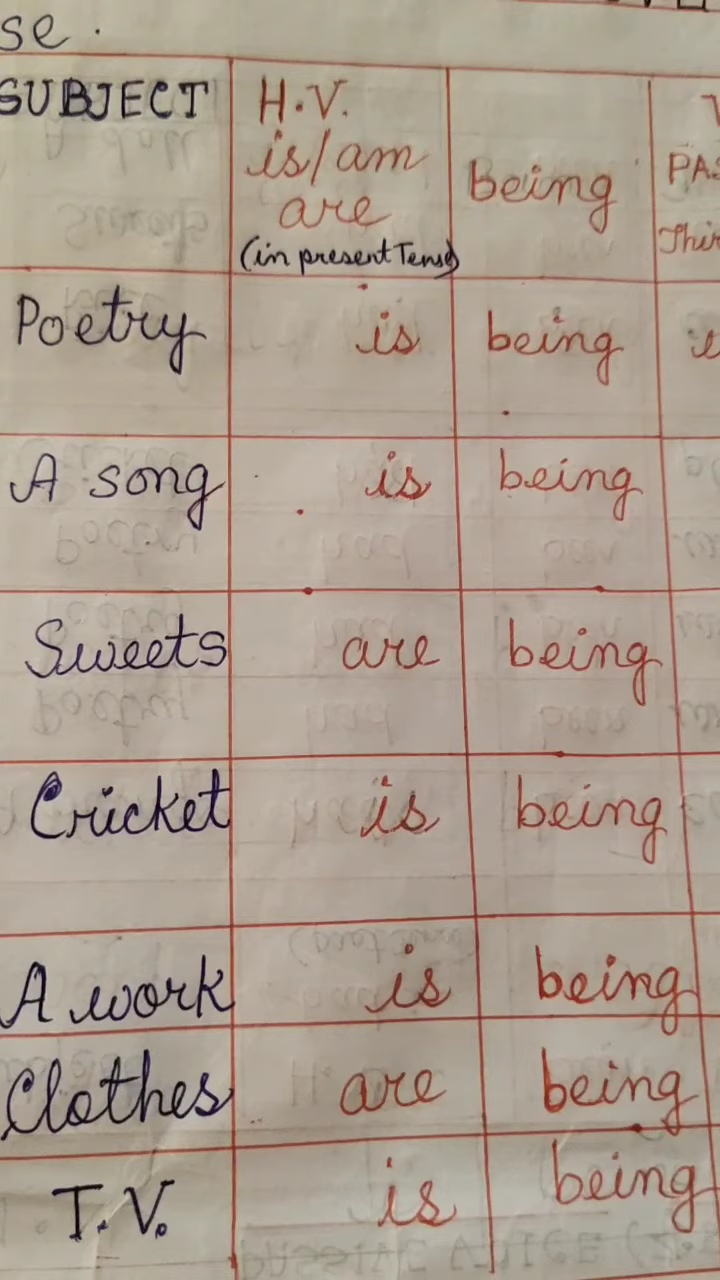 se.
SUBJECT
H.V.
is/am
are
(in present Tense)
Being
PAS
Poetry is being
A song is being
Sweets are being
Cricket is being
A work is being
Clothes are being
T.V. is being